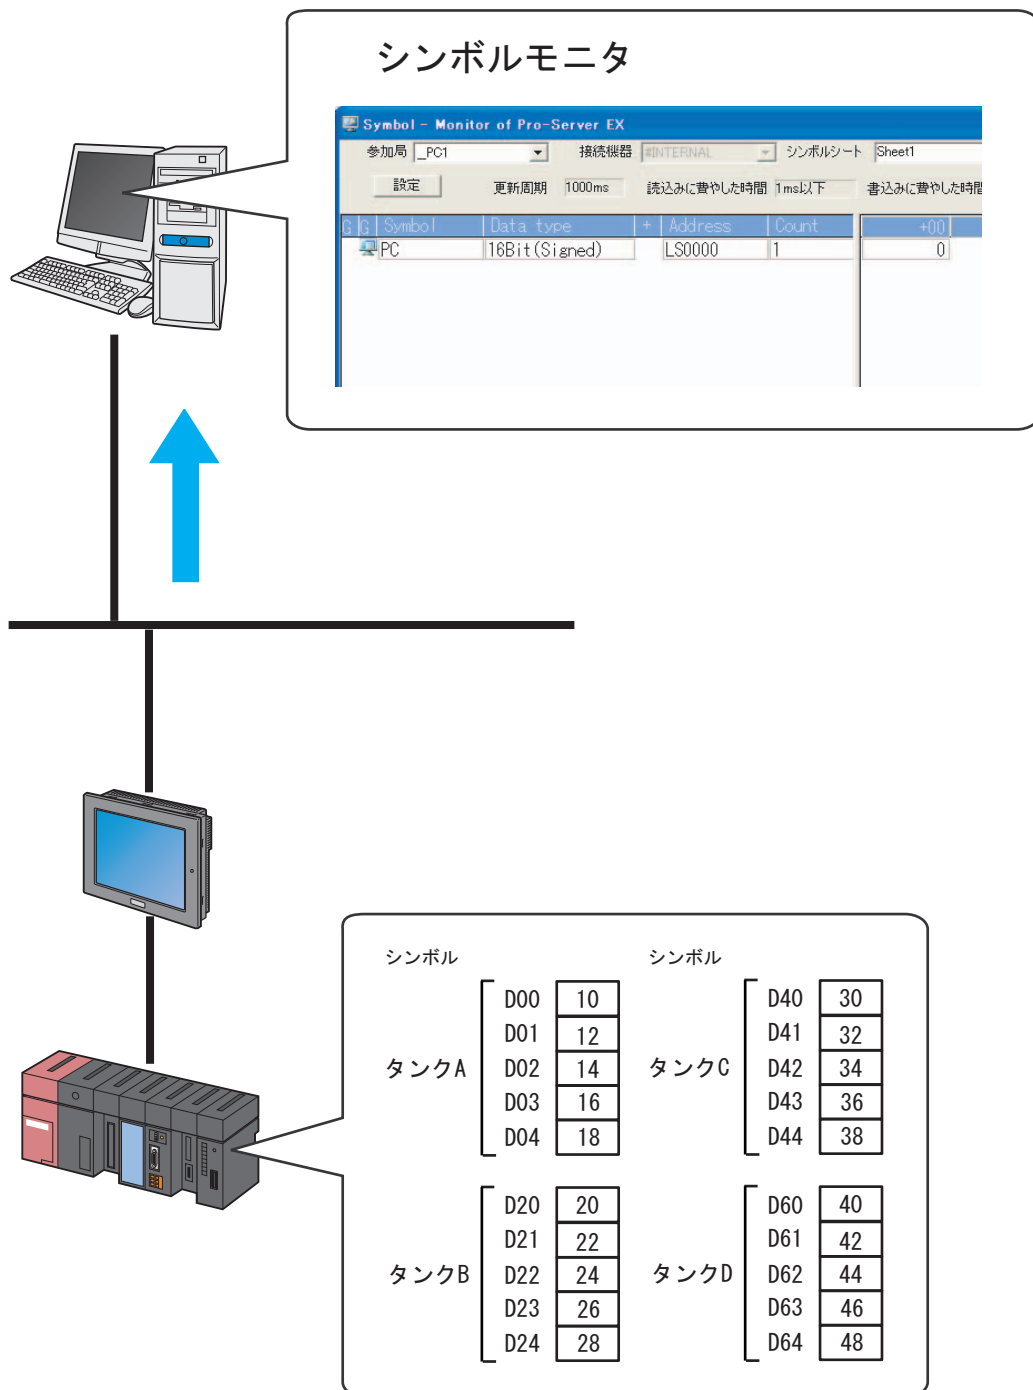 シンボルモニタ
Symbol - Monitor of Pro-Server EX
参加局 _PC1 接続機器 #INTERNAL シンボルシート Sheet1
設定 更新周期 1000ms 読込みに費やした時間 1ms以下 書込みに費やした時間
G G Symbol Data type + Address Count +00
PC 16Bit(Signed) LS0000 1 0
シンボル
タンクA
D00 10
D01 12
D02 14
D03 16
D04 18
タンクB
D20 20
D21 22
D22 24
D23 26
D24 28
シンボル
タンクC
D40 30
D41 32
D42 34
D43 36
D44 38
タンクD
D60 40
D61 42
D62 44
D63 46
D64 48